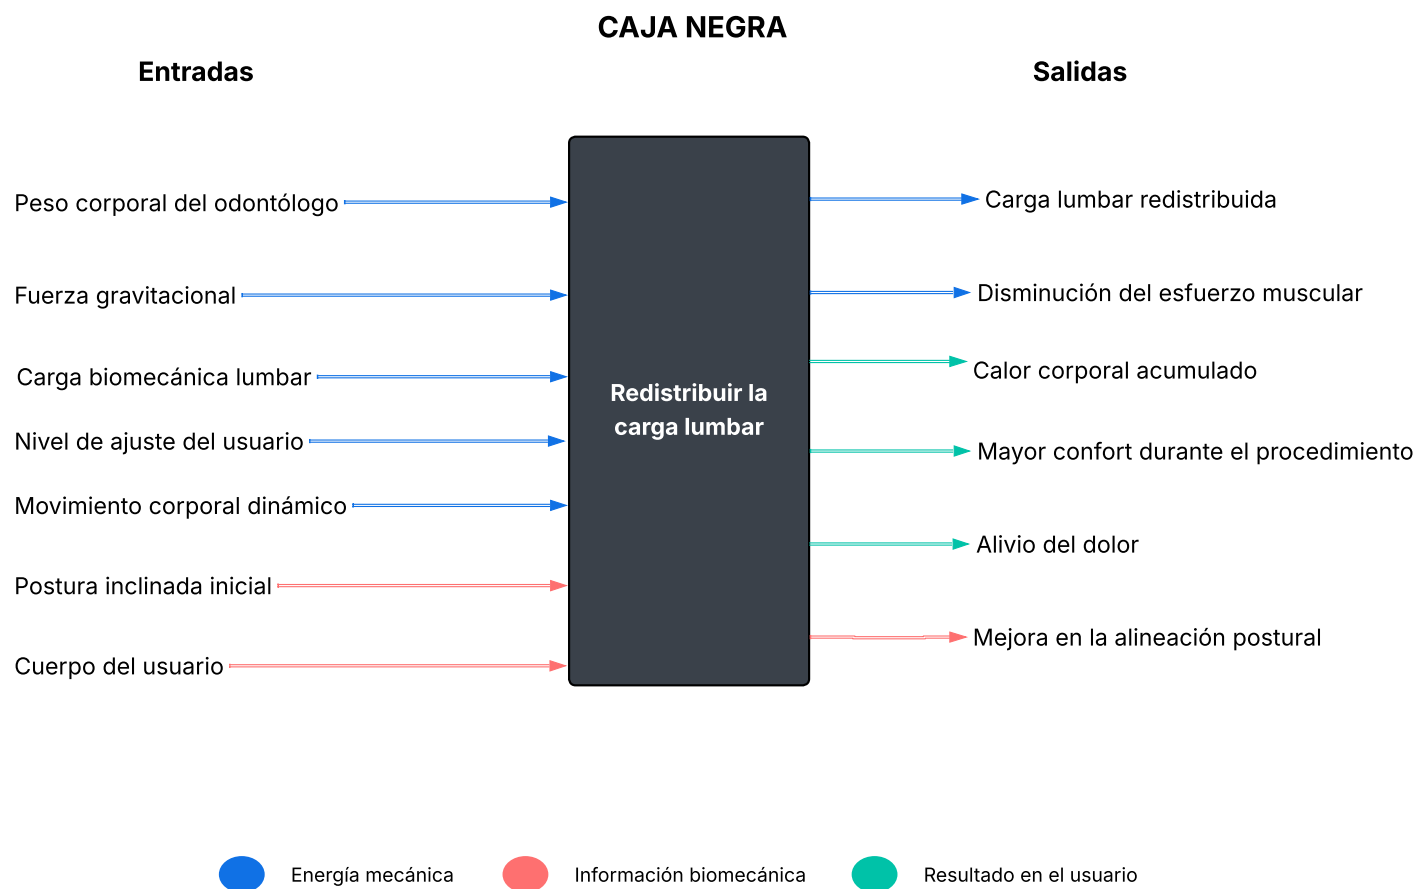 CAJA NEGRA
Entradas
Salidas
Peso corporal del odontólogo
Fuerza gravitacional
Carga biomecánica lumbar
Nivel de ajuste del usuario
Movimiento corporal dinámico
Postura inclinada inicial
Cuerpo del usuario
Redistribuir la
carga lumbar
Carga lumbar redistribuida
Disminución del esfuerzo muscular
Calor corporal acumulado
Mayor confort durante el procedimiento
Alivio del dolor
Mejora en la alineación postural
Energía mecánica
Información biomecánica
Resultado en el usuario